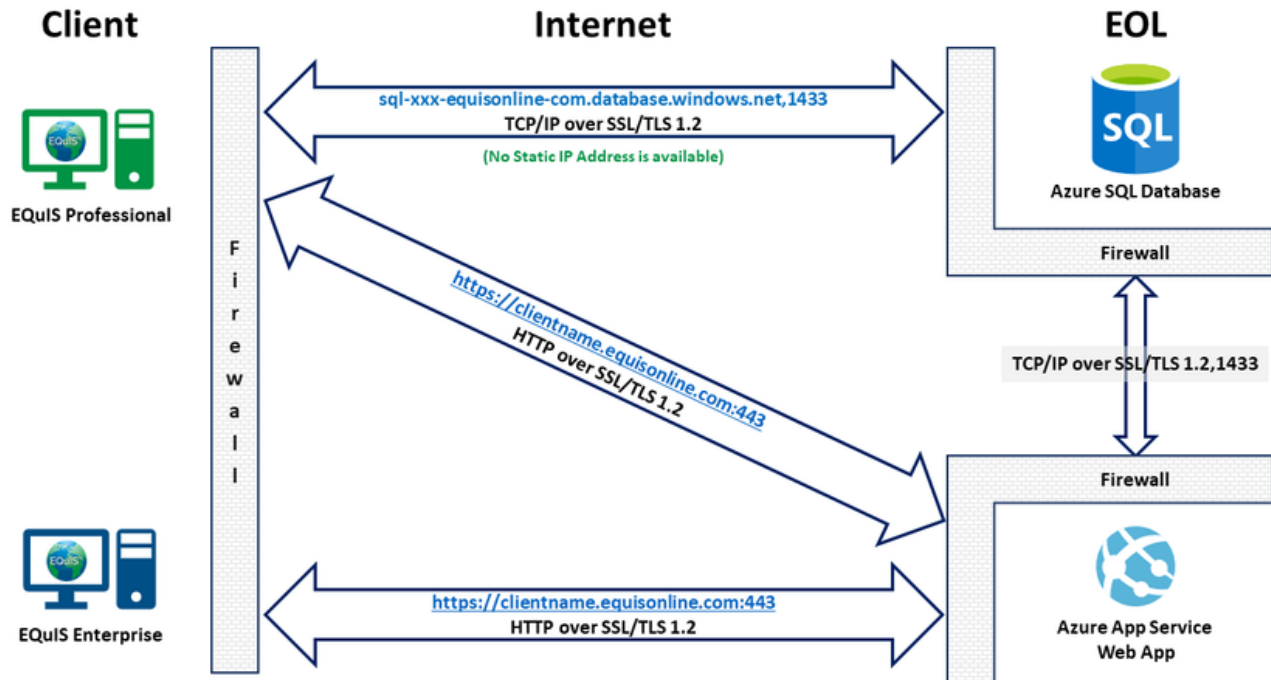 Client
Internet
EOL
sql-xxx-equisonline-com.database.windows.net,1433
TCP/IP over SSL/TLS 1.2
(No Static IP Address is available)
EQuIS
EQuIS Professional
SQL
Azure SQL Database
Firewall
Firewall
https://clientname.equisonline.com:443
HTTP over SSL/TLS 1.2
TCP/IP over SSL/TLS 1.2,1433
Firewall
EQuIS
EQuIS Enterprise
https://clientname.equisonline.com:443
HTTP over SSL/TLS 1.2
Azure App Service
Web App